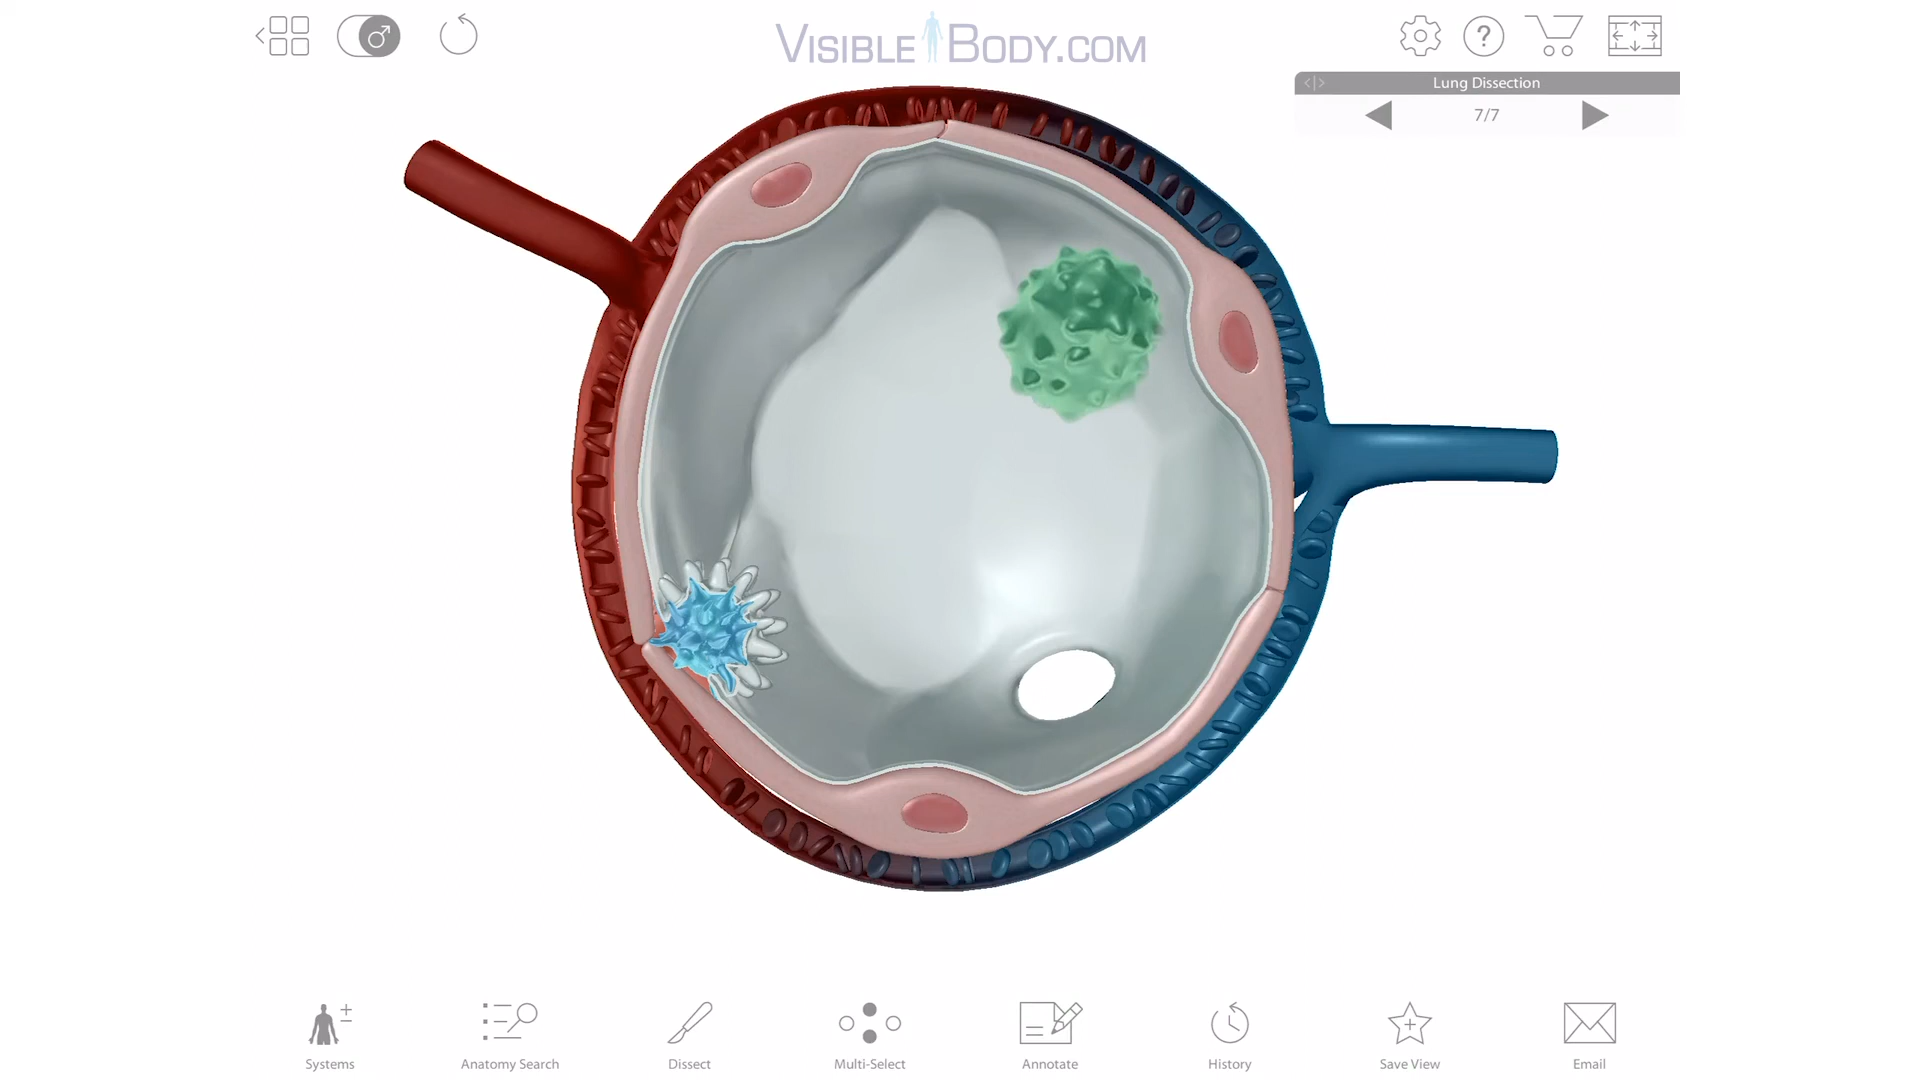 VISIBLE BODY.COM
Lung Dissection
7/7
Systems
Anatomy Search
Dissect
Multi-Select
Annotate
History
Save View
Email